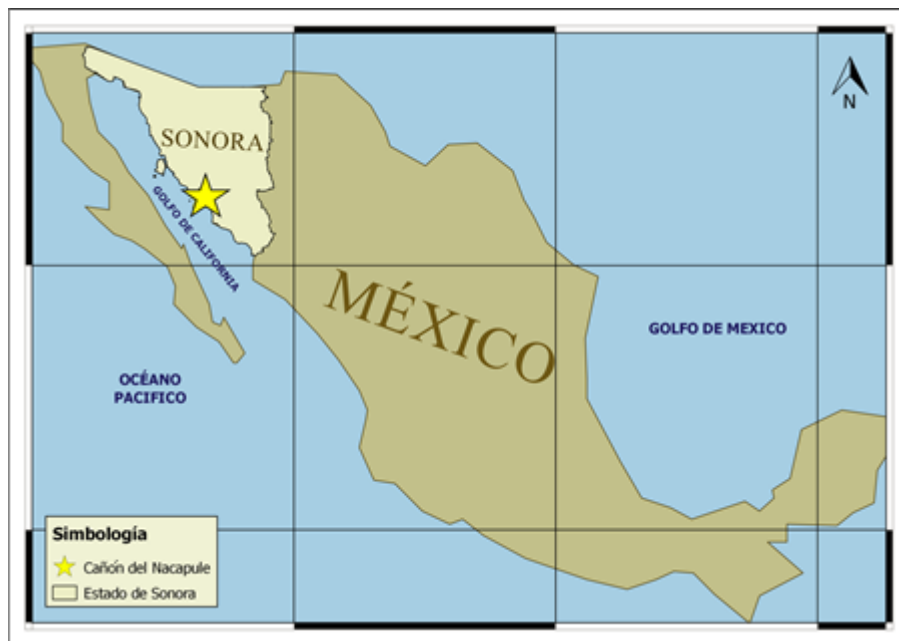 N
SONORA
GOLFO DE CALIFORNIA
MÉXICO
GOLFO DE MEXICO
OCÉANO
PACIFICO
Simbología
Cañón del Nacapule
Estado de Sonora